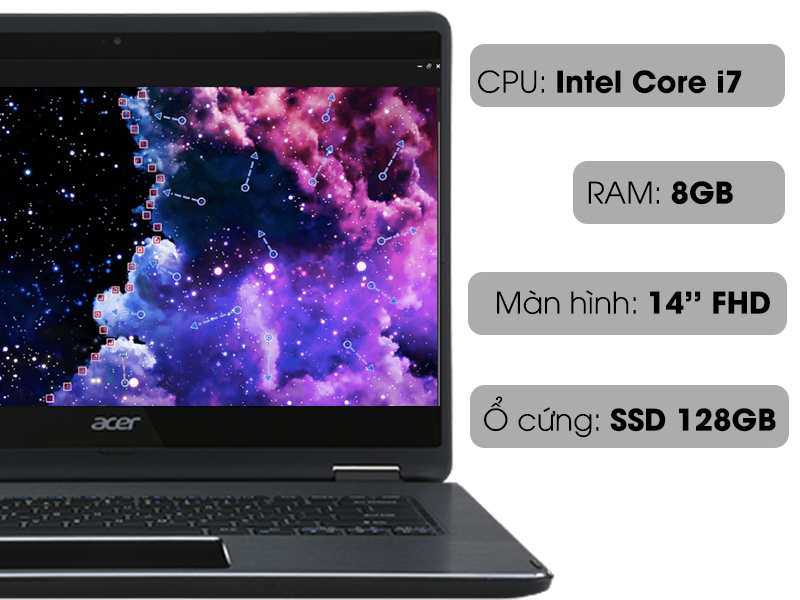 CPU: Intel Core i7
RAM: 8GB
Màn hình: 14’’ FHD
acer
Ổ cứng: SSD 128GB